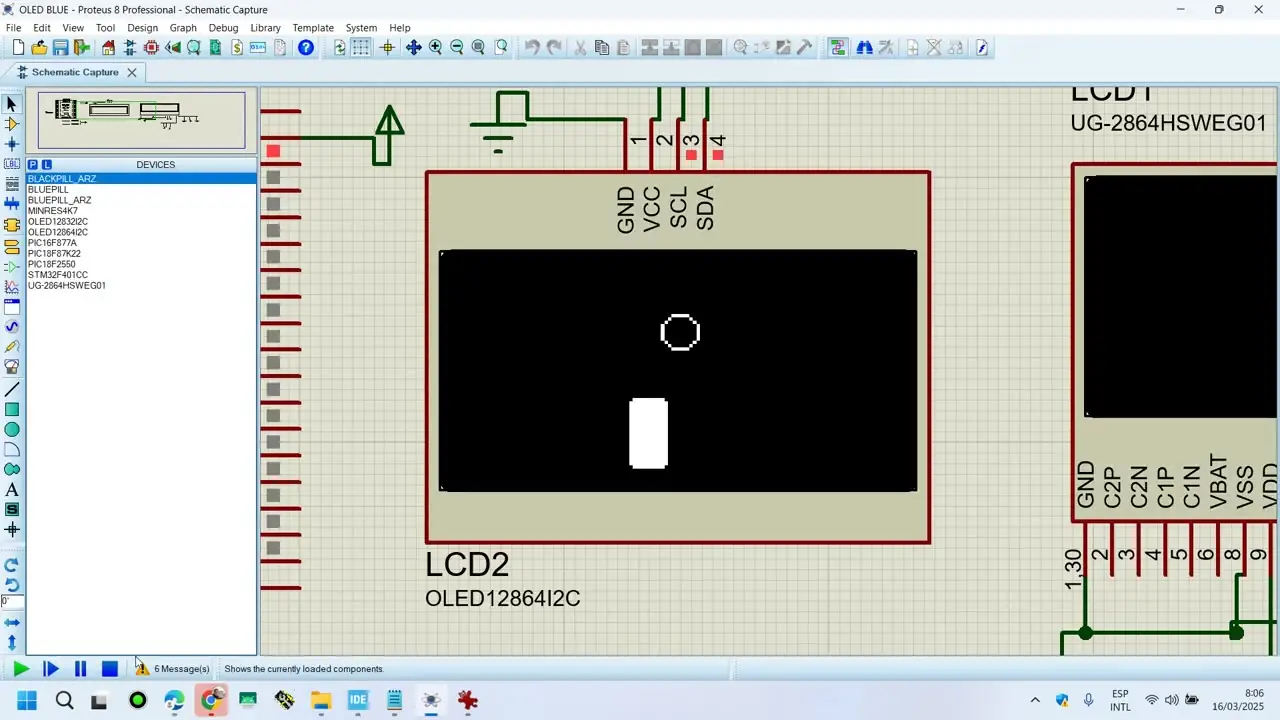 OLED BLUE - Proteus 8 Professional - Schematic Capture
File Edit View Tool Design Graph Debug Library Template System Help
Schematic Capture
P L DEVICES
BLACKPILL_ARZ
BLUEPILL
BLUEPILL_ARZ
MINRES4K7
OLED12832I2C
OLED12864I2C
PIC16F877A
PIC18F87K22
PIC18F2550
STM32F401CC
UG-2864HSWEG01
LBL
A
S
0
1 2 3 4
GND VCC SCL SDA
LCD2
OLED12864I2C
LCD1
UG-2864HSWEG01
GND C2P C2N C1P C1N VBAT VSS VDD
1,30 2 3 4 5 6 8 9
6 Message(s) Shows the currently loaded components.
IDE
ESP
INTL
8:06
16/03/2025